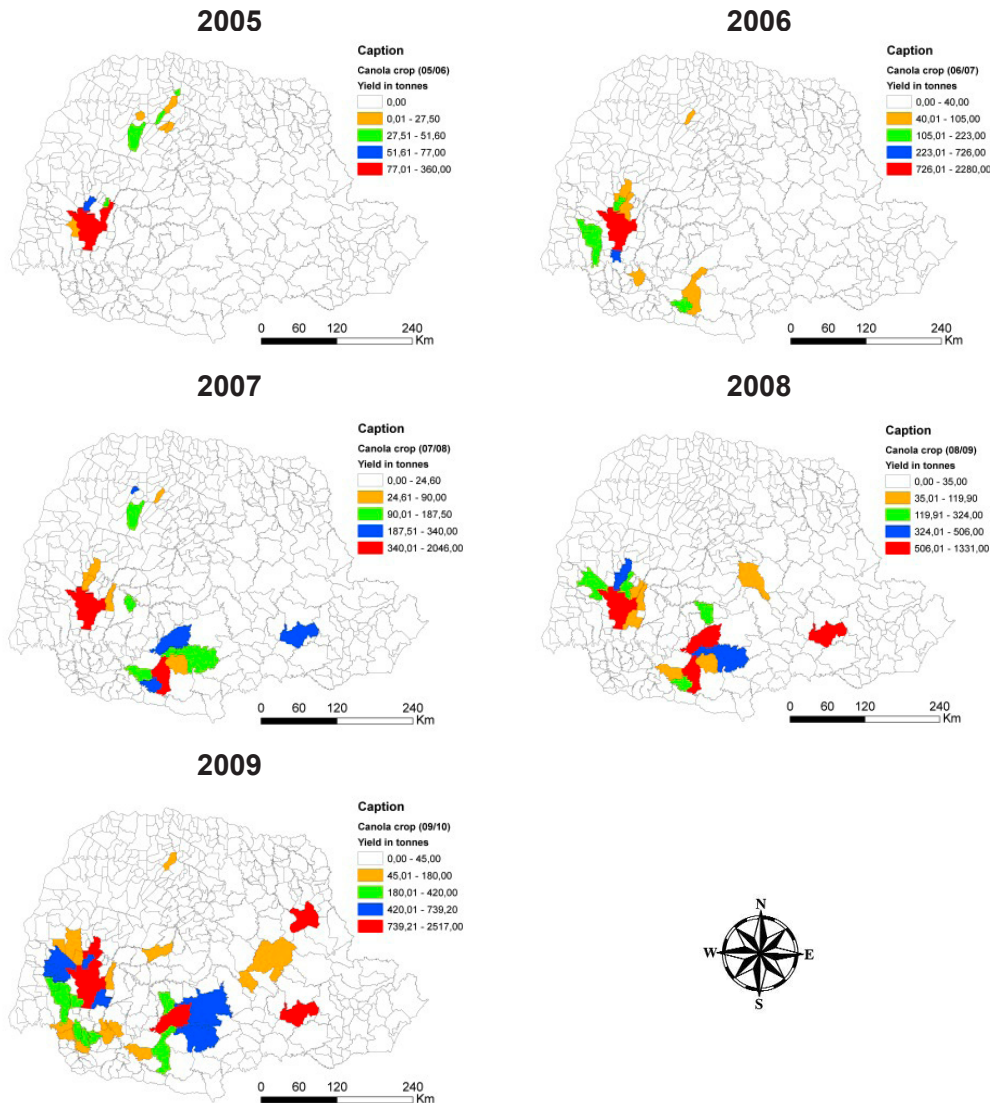 2005
Caption
Canola crop (05/06)
Yield in tonnes
0,00
0,01 - 27,50
27,51 - 51,60
51,61 - 77,00
77,01 - 360,00
0 60 120 240
Km
2006
Caption
Canola crop (06/07)
Yield in tonnes
0,00 - 40,00
40,01 - 105,00
105,01 - 223,00
223,01 - 726,00
726,01 - 2280,00
0 60 120 240
Km
2007
Caption
Canola crop (07/08)
Yield in tonnes
0,00 - 24,60
24,61 - 90,00
90,01 - 187,50
187,51 - 340,00
340,01 - 2046,00
0 60 120 240
Km
2008
Caption
Canola crop (08/09)
Yield in tonnes
0,00 - 35,00
35,01 - 119,90
119,91 - 324,00
324,01 - 506,00
506,01 - 1331,00
0 60 120 240
Km
2009
Caption
Canola crop (09/10)
Yield in tonnes
0,00 - 45,00
45,01 - 180,00
180,01 - 420,00
420,01 - 739,20
739,21 - 2517,00
0 60 120 240
Km
N
W E
S